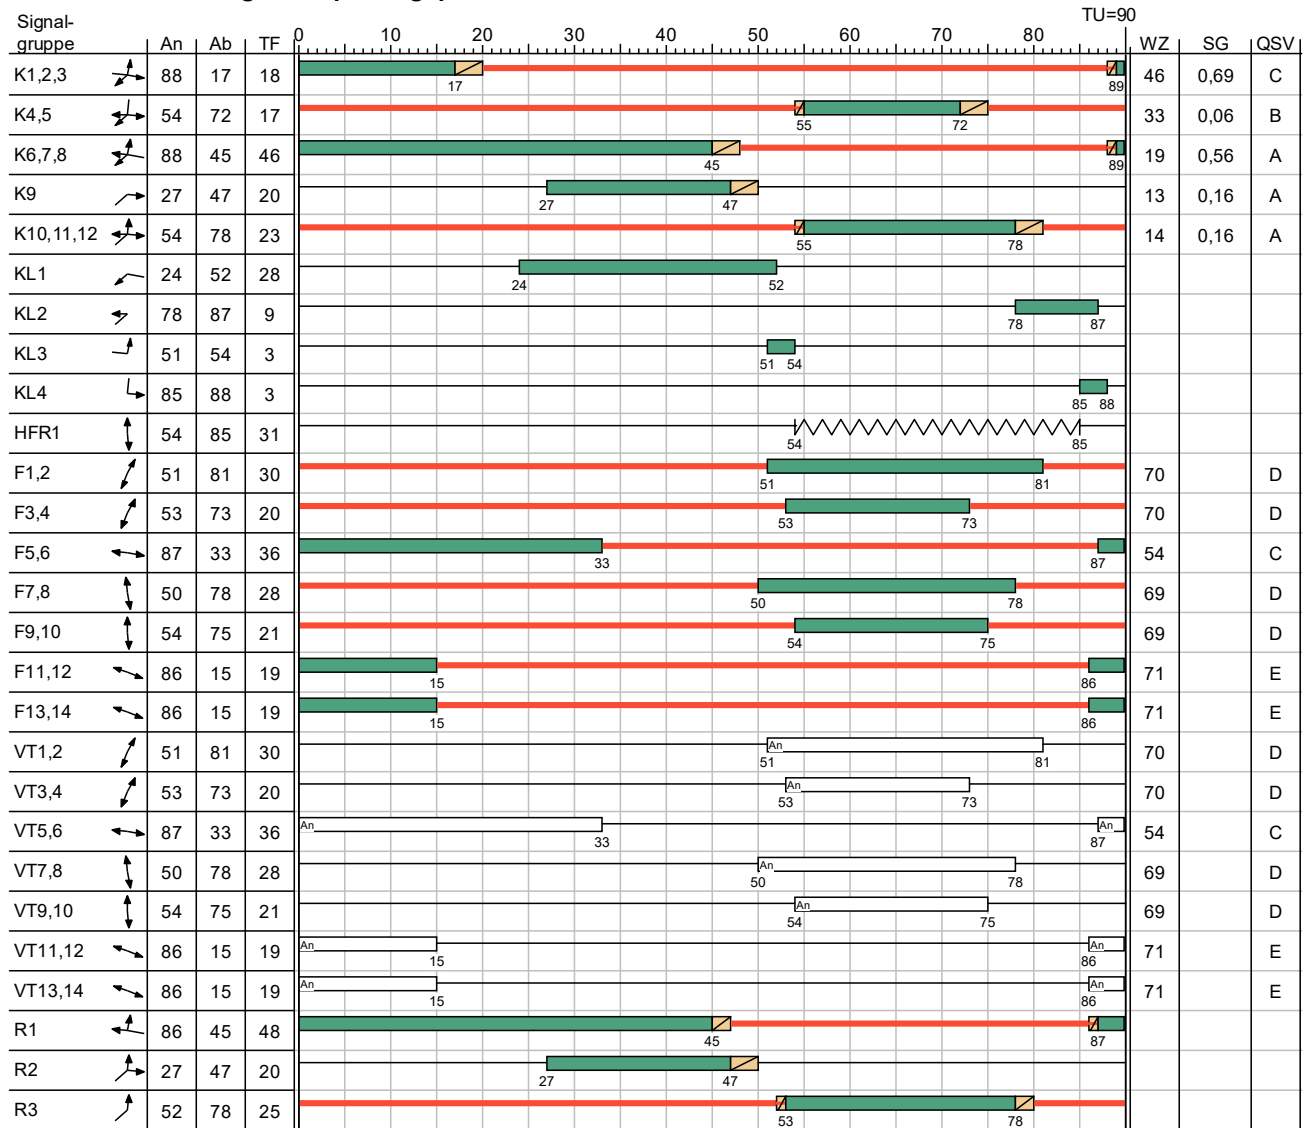 TU=90
Signal-
gruppe An Ab TF 0 10 20 30 40 50 60 70 80 WZ SG QSV
K1,2,3 88 17 18 17 89 46 0,69 C
K4,5 54 72 17 55 72 33 0,06 B
K6,7,8 88 45 46 45 89 19 0,56 A
K9 27 47 20 27 47 13 0,16 A
K10,11,12 54 78 23 55 78 14 0,16 A
KL1 24 52 28 24 52
KL2 78 87 9 78 87
KL3 51 54 3 51 54
KL4 85 88 3 85 88
HFR1 54 85 31 54 85
F1,2 51 81 30 51 81 70 D
F3,4 53 73 20 53 73 70 D
F5,6 87 33 36 33 87 54 C
F7,8 50 78 28 50 78 69 D
F9,10 54 75 21 54 75 69 D
F11,12 86 15 19 15 86 71 E
F13,14 86 15 19 15 86 71 E
VT1,2 51 81 30 An 51 81 70 D
VT3,4 53 73 20 An 53 73 70 D
VT5,6 87 33 36 An 33 An 87 54 C
VT7,8 50 78 28 An 50 78 69 D
VT9,10 54 75 21 An 54 75 69 D
VT11,12 86 15 19 An 15 An 86 71 E
VT13,14 86 15 19 An 15 An 86 71 E
R1 86 45 48 45 87
R2 27 47 20 27 47
R3 52 78 25 53 78